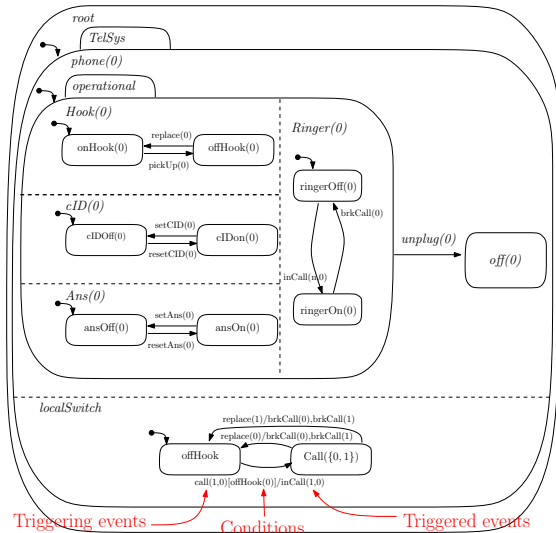 root
TelSys
phone(0)
operational
Hook(0)
Ringer(0)
replace(0)
onHook(0)
offHook(0)
pickUp(0)
ringerOff(0)
cID(0)
brkCall(0)
setCID(0)
cIDOff(0)
cIDon(0)
resetCID(0)
unplug(0)
off(0)
inCall(n,0)
Ans(0)
setAns(0)
ansOff(0)
ansOn(0)
resetAns(0)
ringerOn(0)
localSwitch
replace(1)/brkCall(0),brkCall(1)
replace(0)/brkCall(0),brkCall(1)
offHook
Call({0, 1})
call(1,0)[offHook(0)]/inCall(1,0)
Triggering events
Conditions
Triggered events